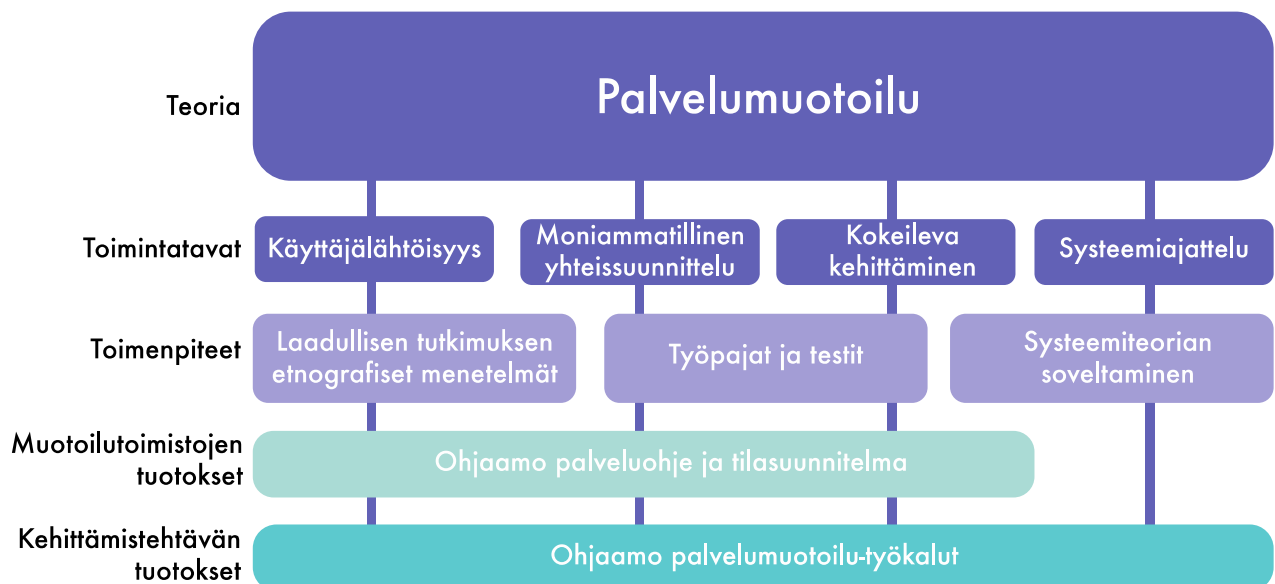 Teoria
Palvelumuotoilu
Toimintatavat
Käyttäjälähtöisyys
Moniammatillinen
yhteissuunnittelu
Kokeileva
kehittäminen
Systeemiajattelu
Toimenpiteet
Laadullisen tutkimuksen
etnografiset menetelmät
Työpajat ja testit
Systeemiteorian
soveltaminen
Muotoilutoimistojen
tuotokset
Ohjaamo palveluohje ja tilasuunnitelma
Kehittämistehtävän
tuotokset
Ohjaamo palvelumuotoilu-työkalut